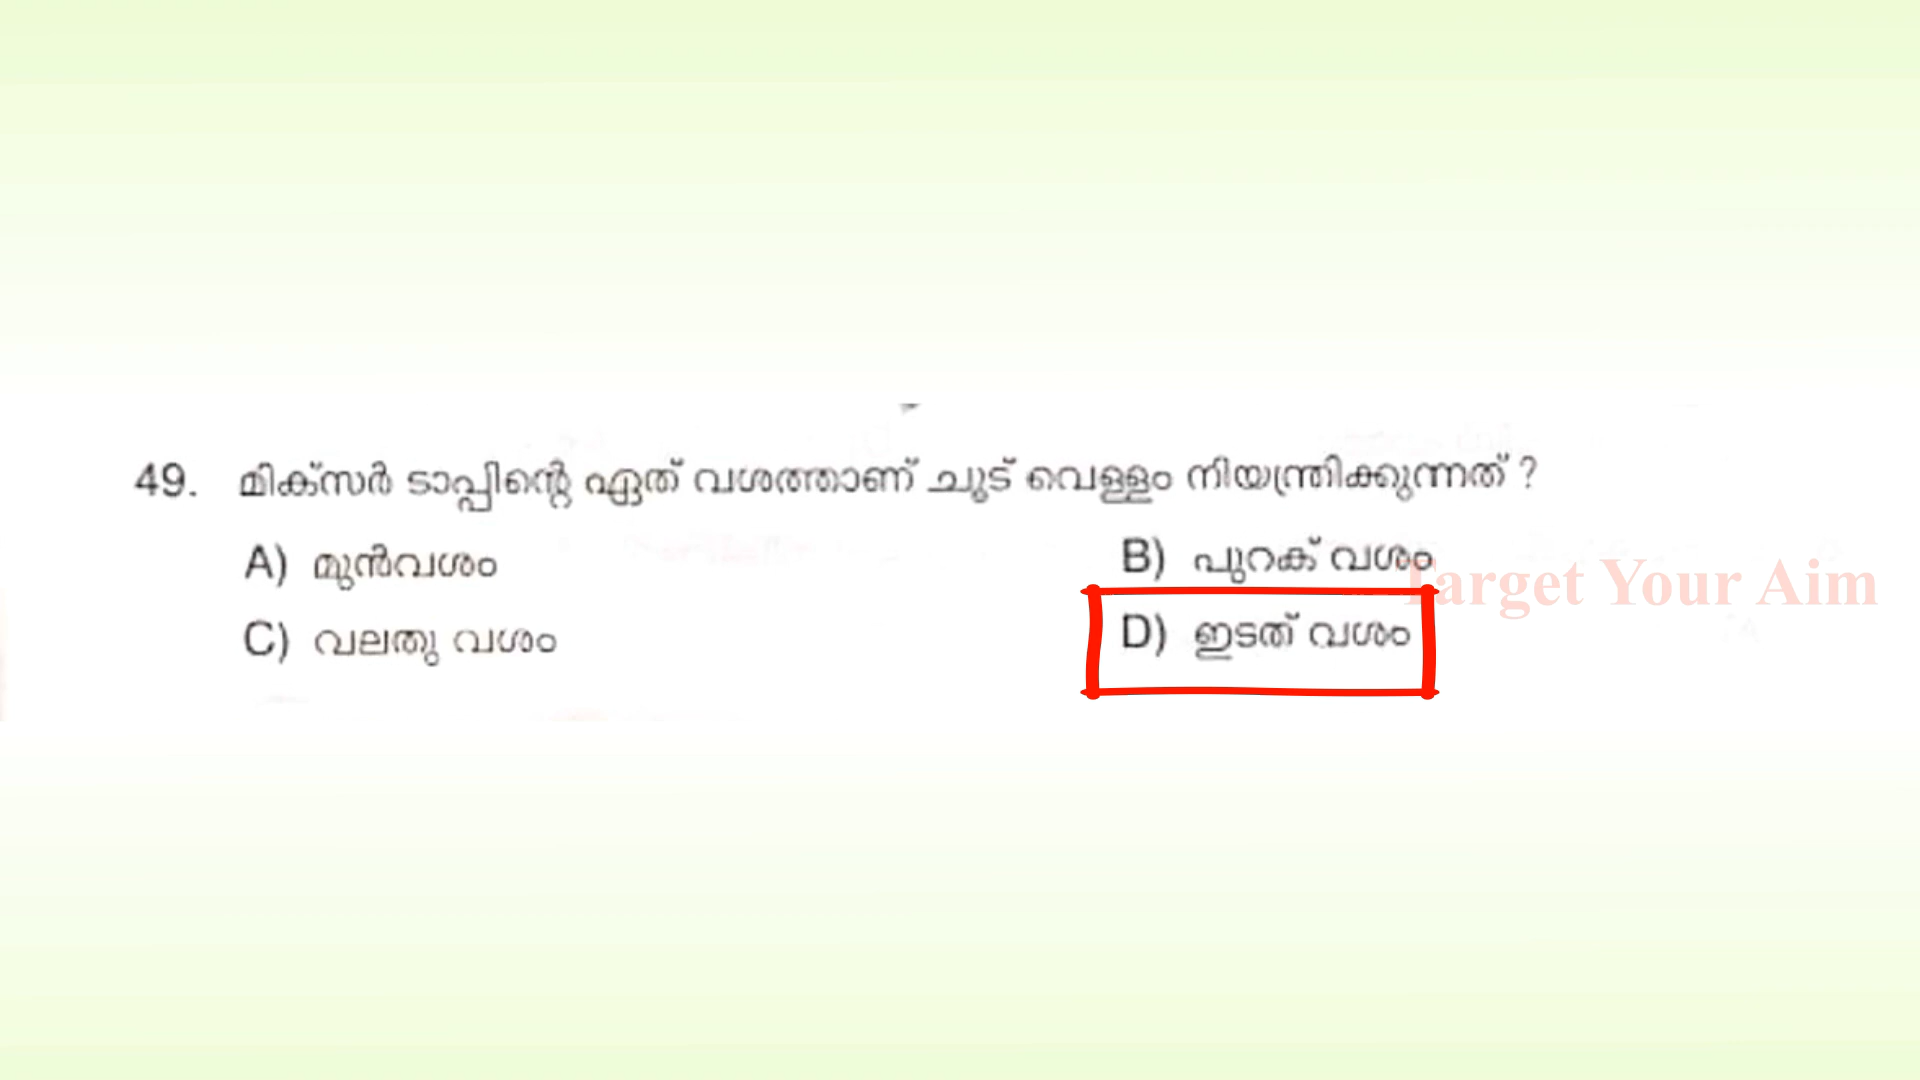 49. മിക്സർ ടാപ്പിന്റെ ഏത് വശത്താണ് ചൂട് വെള്ളം നിയന്ത്രിക്കുന്നത് ?
A) മുൻവശം B) പുറക് വശം
Target Your Aim
C) വലതു വശം D) ഇടത് വശം